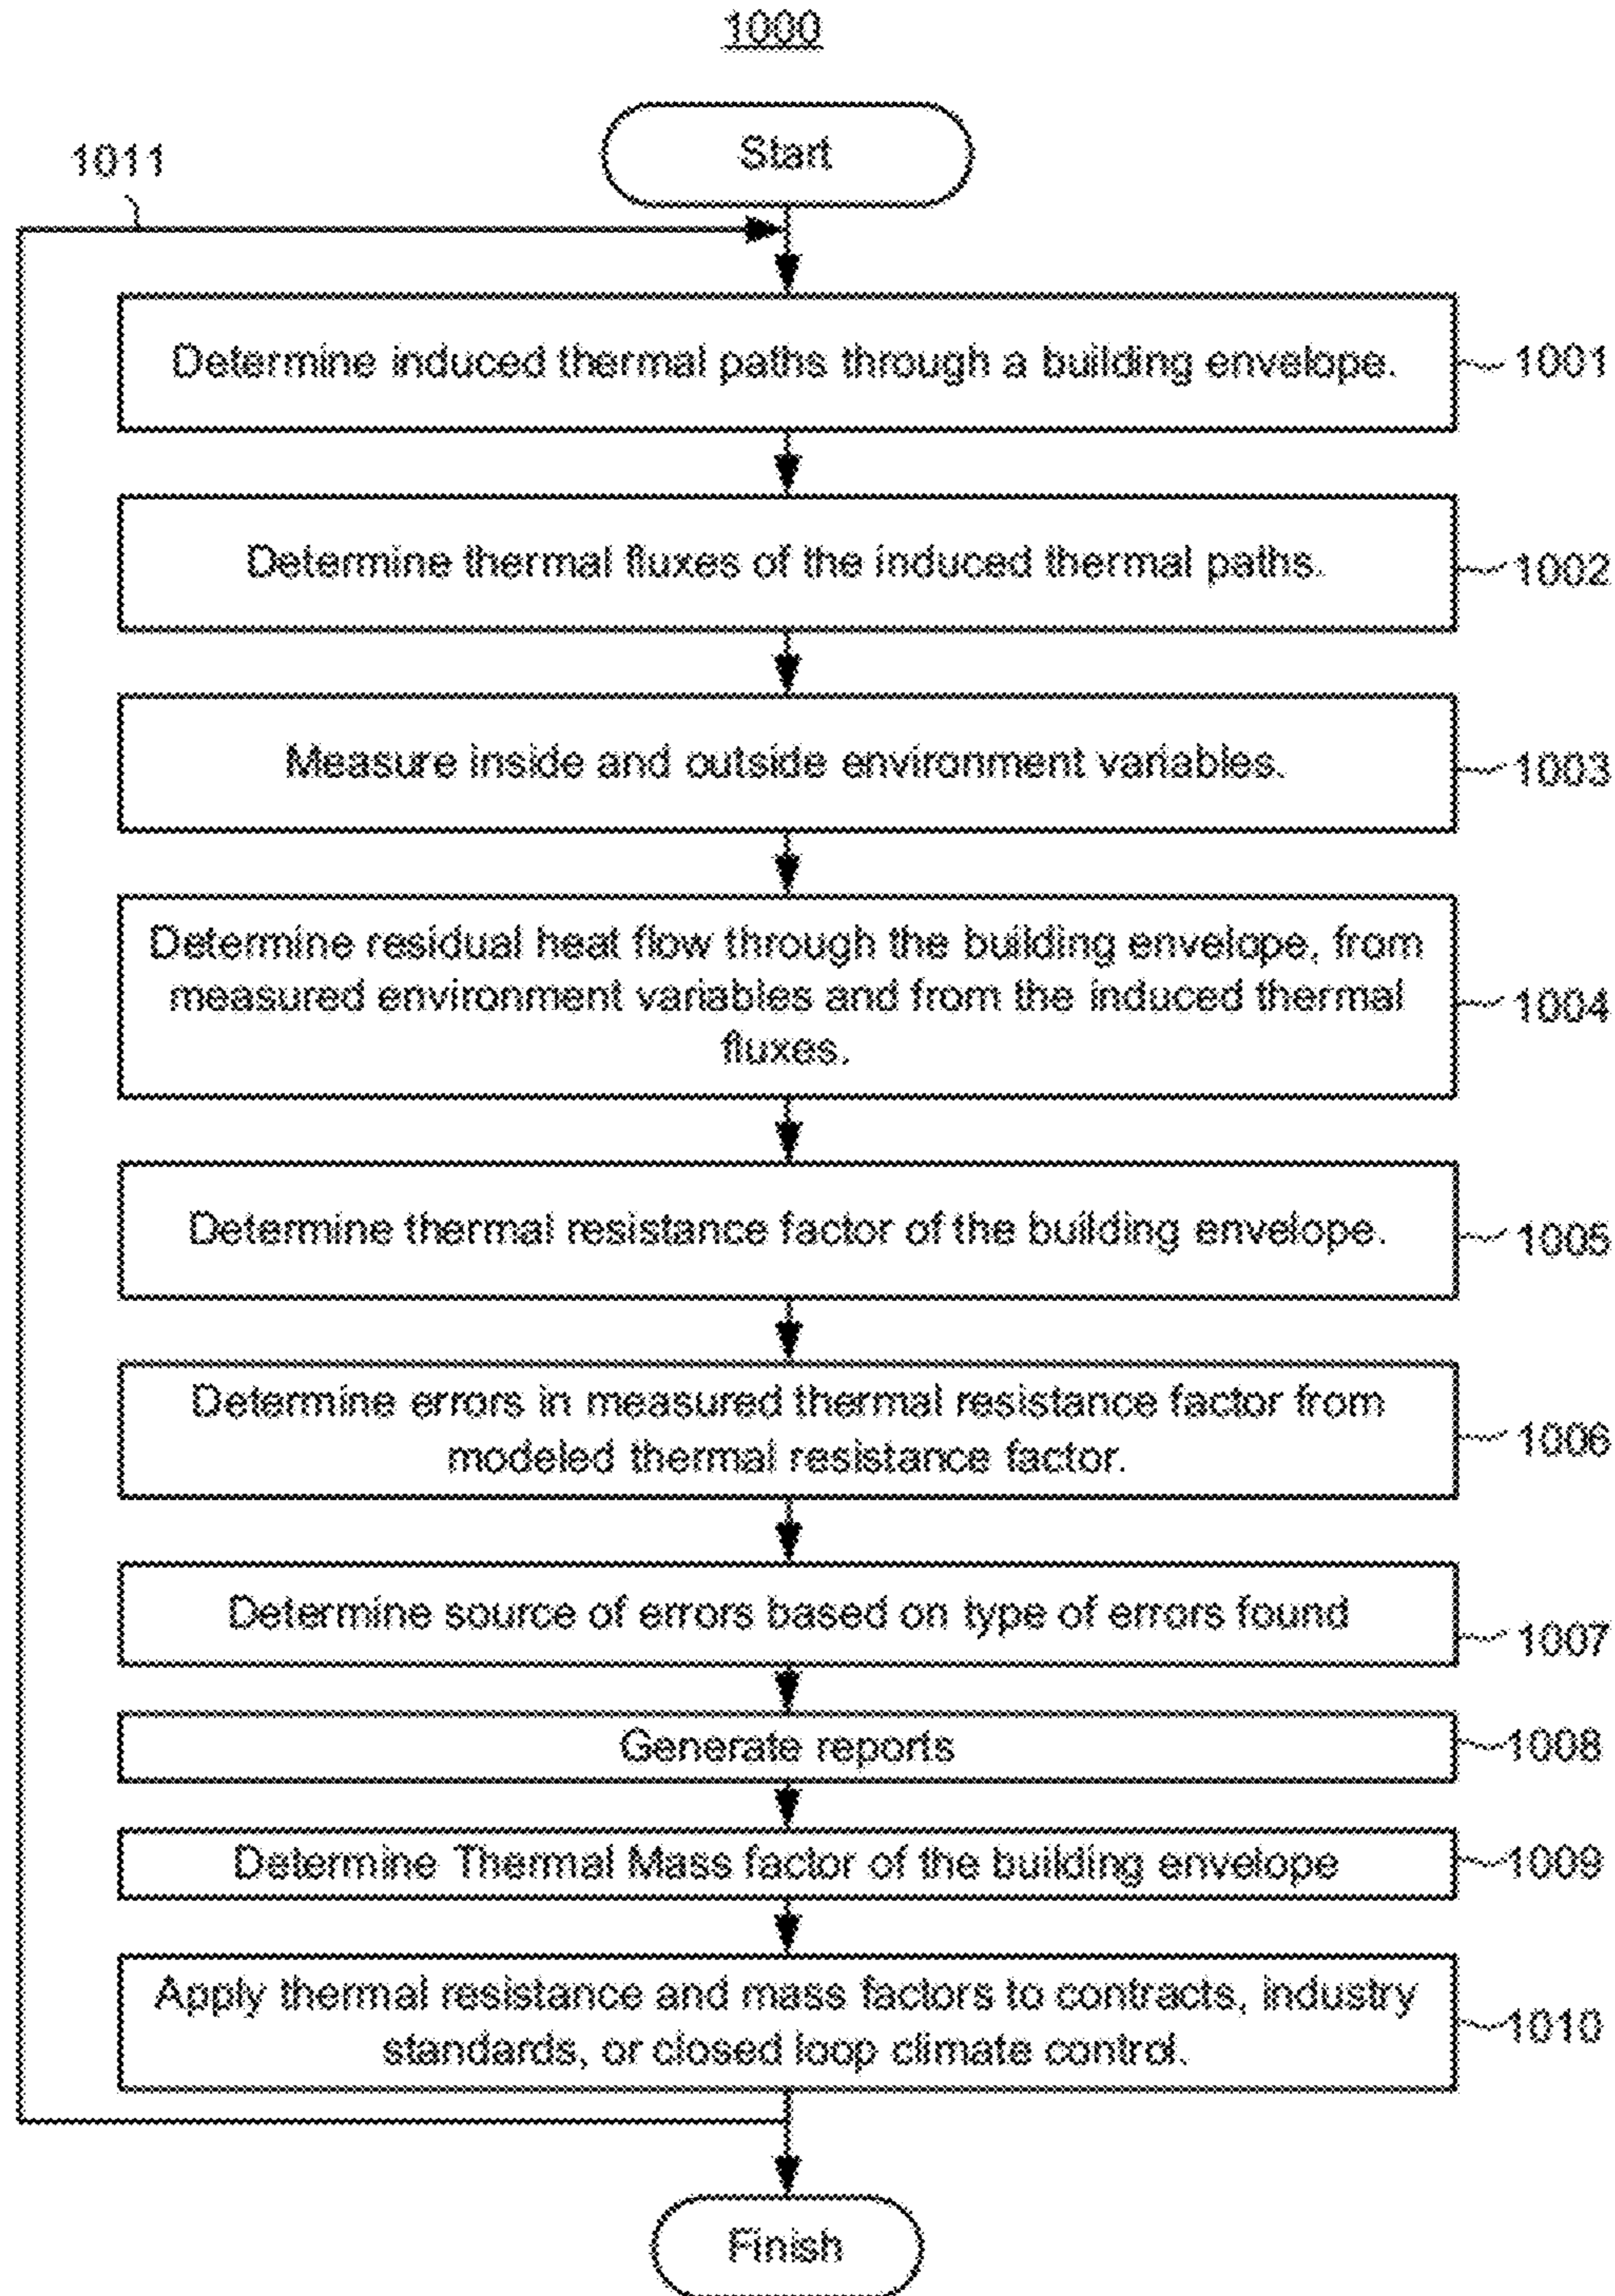 1000
Start
1011
Determine induced thermal paths through a building envelope.
1001
Determine thermal fluxes of the induced thermal paths.
1002
Measure inside and outside environment variables.
1003
Determine residual heat flow through the building envelope, from
measured environment variables and from the induced thermal
fluxes.
1004
Determine thermal resistance factor of the building envelope.
1005
Determine errors in measured thermal resistance factor from
modeled thermal resistance factor.
1006
Determine source of errors based on type of errors found
1007
Generate reports
1008
Determine Thermal Mass factor of the building envelope
1009
Apply thermal resistance and mass factors to contracts, industry
standards, or closed loop climate control.
1010
Finish